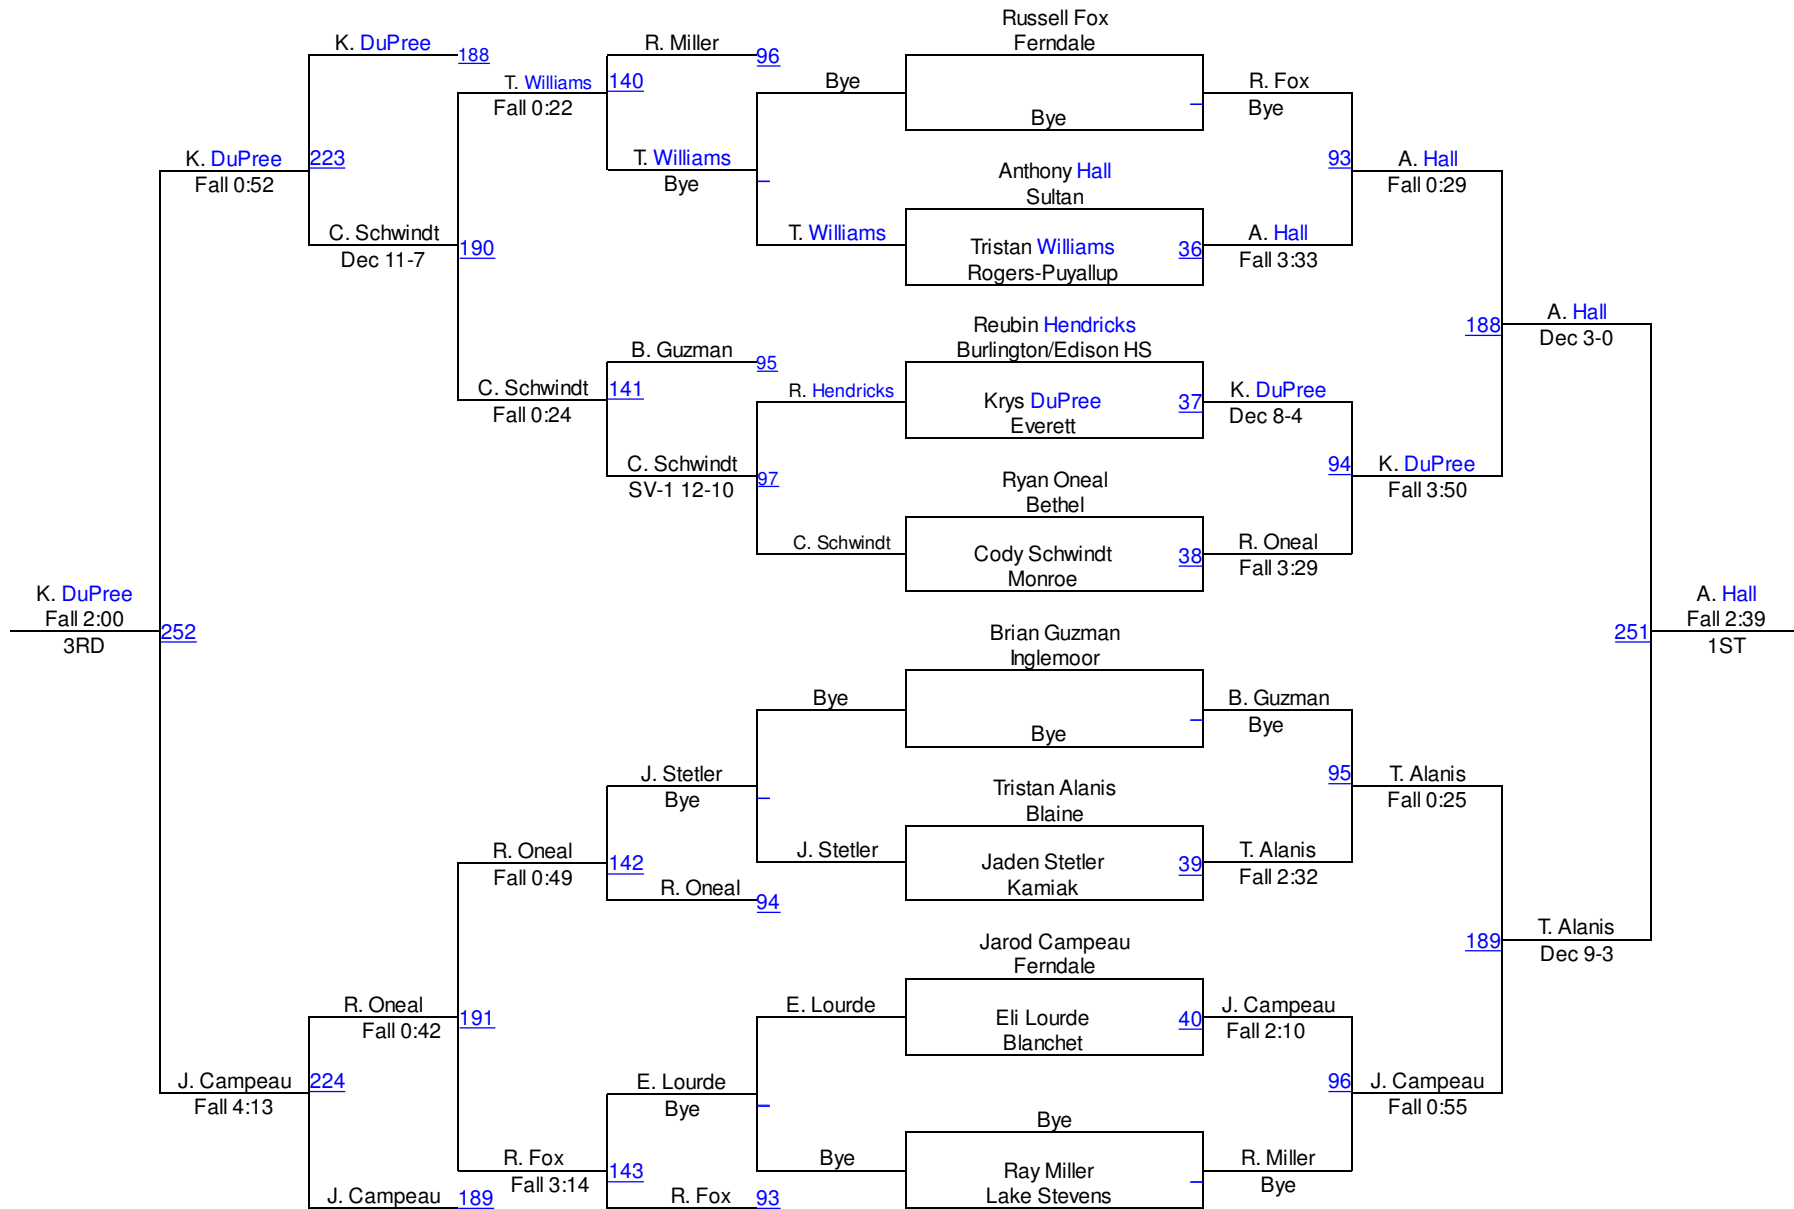 Russell Fox
K. DuPree
R. Miller
Ferndale
188
96
T. Williams
140
Bye
R. Fox
Fall 0:22
Bye
Bye
K. DuPree
223
T. Williams
Anthony Hall
93
A. Hall
Fall 0:52
Bye
Sultan
Fall 0:29
C. Schwindt
190
T. Williams
Tristan Williams
36
A. Hall
Dec 11-7
Rogers-Puyallup
Fall 3:33
Reubin Hendricks
188
A. Hall
B. Guzman
95
Burlington/Edison HS
Dec 3-0
C. Schwindt
141
R. Hendricks
Krys DuPree
37
K. DuPree
Fall 0:24
Everett
Dec 8-4
C. Schwindt
97
Ryan Oneal
94
K. DuPree
SV-1 12-10
Bethel
Fall 3:50
C. Schwindt
Cody Schwindt
38
R. Oneal
Monroe
Fall 3:29
K. DuPree
A. Hall
Fall 2:00
Fall 2:39
3RD
252
Brian Guzman
251
1ST
Inglemoor
Bye
B. Guzman
Bye
Bye
J. Stetler
Tristan Alanis
95
T. Alanis
Bye
Blaine
Fall 0:25
R. Oneal
142
J. Stetler
Jaden Stetler
39
T. Alanis
Fall 0:49
R. Oneal
94
Kamiak
Fall 2:32
Jarod Campeau
189
T. Alanis
Ferndale
Dec 9-3
R. Oneal
191
E. Lourde
Eli Lourde
40
J. Campeau
Fall 0:42
Blanchet
Fall 2:10
J. Campeau
224
E. Lourde
96
J. Campeau
Fall 4:13
Bye
Bye
Fall 0:55
R. Fox
143
Bye
Ray Miller
R. Miller
Fall 3:14
Lake Stevens
Bye
J. Campeau
189
R. Fox
93